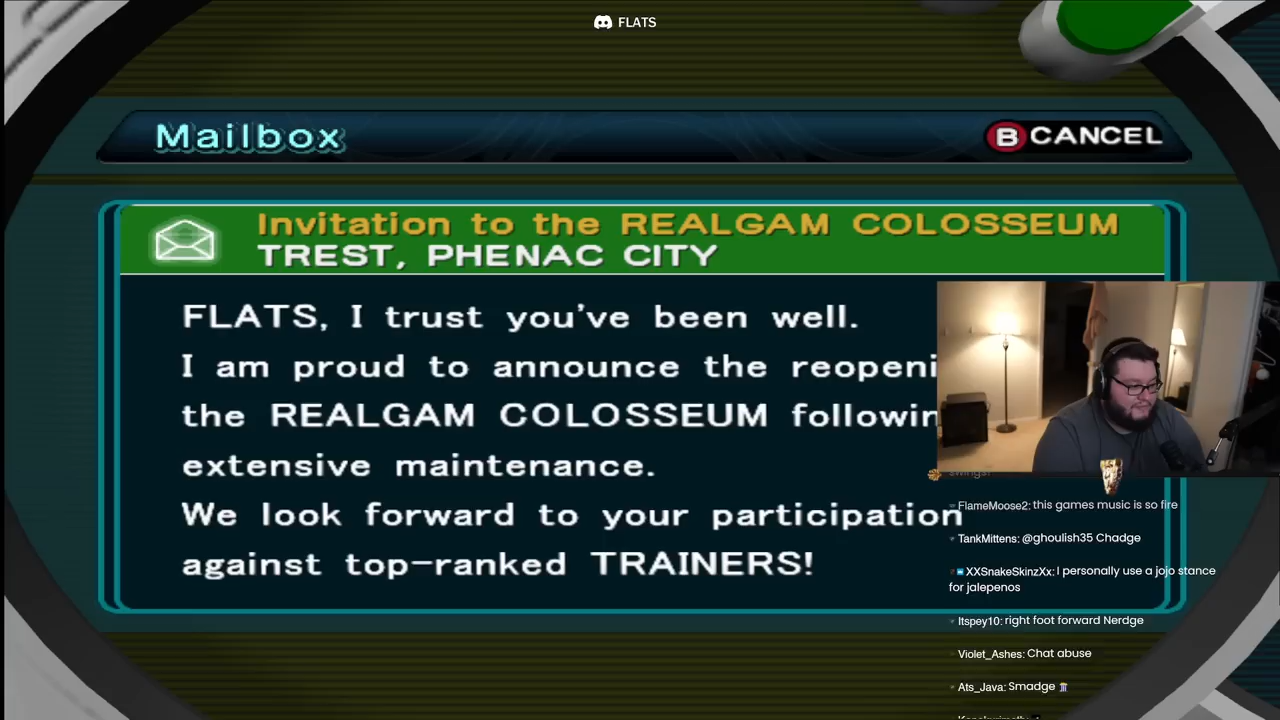 FLATS
Mailbox
B CANCEL
Invitation to the REALGAM COLOSSEUM
TREST, PHENAC CITY
FLATS, I trust you've been well.
I am proud to announce the reopeni
the REALGAM COLOSSEUM followin
extensive maintenance.
We look forward to your participation
against top-ranked TRAINERS!
FlameMoose2: this games music is so fire
TankMittens: @ghoulish35 Chadge
XXSnakeSkinzXx: I personally use a jojo stance
for jalepenos
Itspey10: right foot forward Nerdge
Violet_Ashes: Chat abuse
Ats_Java: Smadge